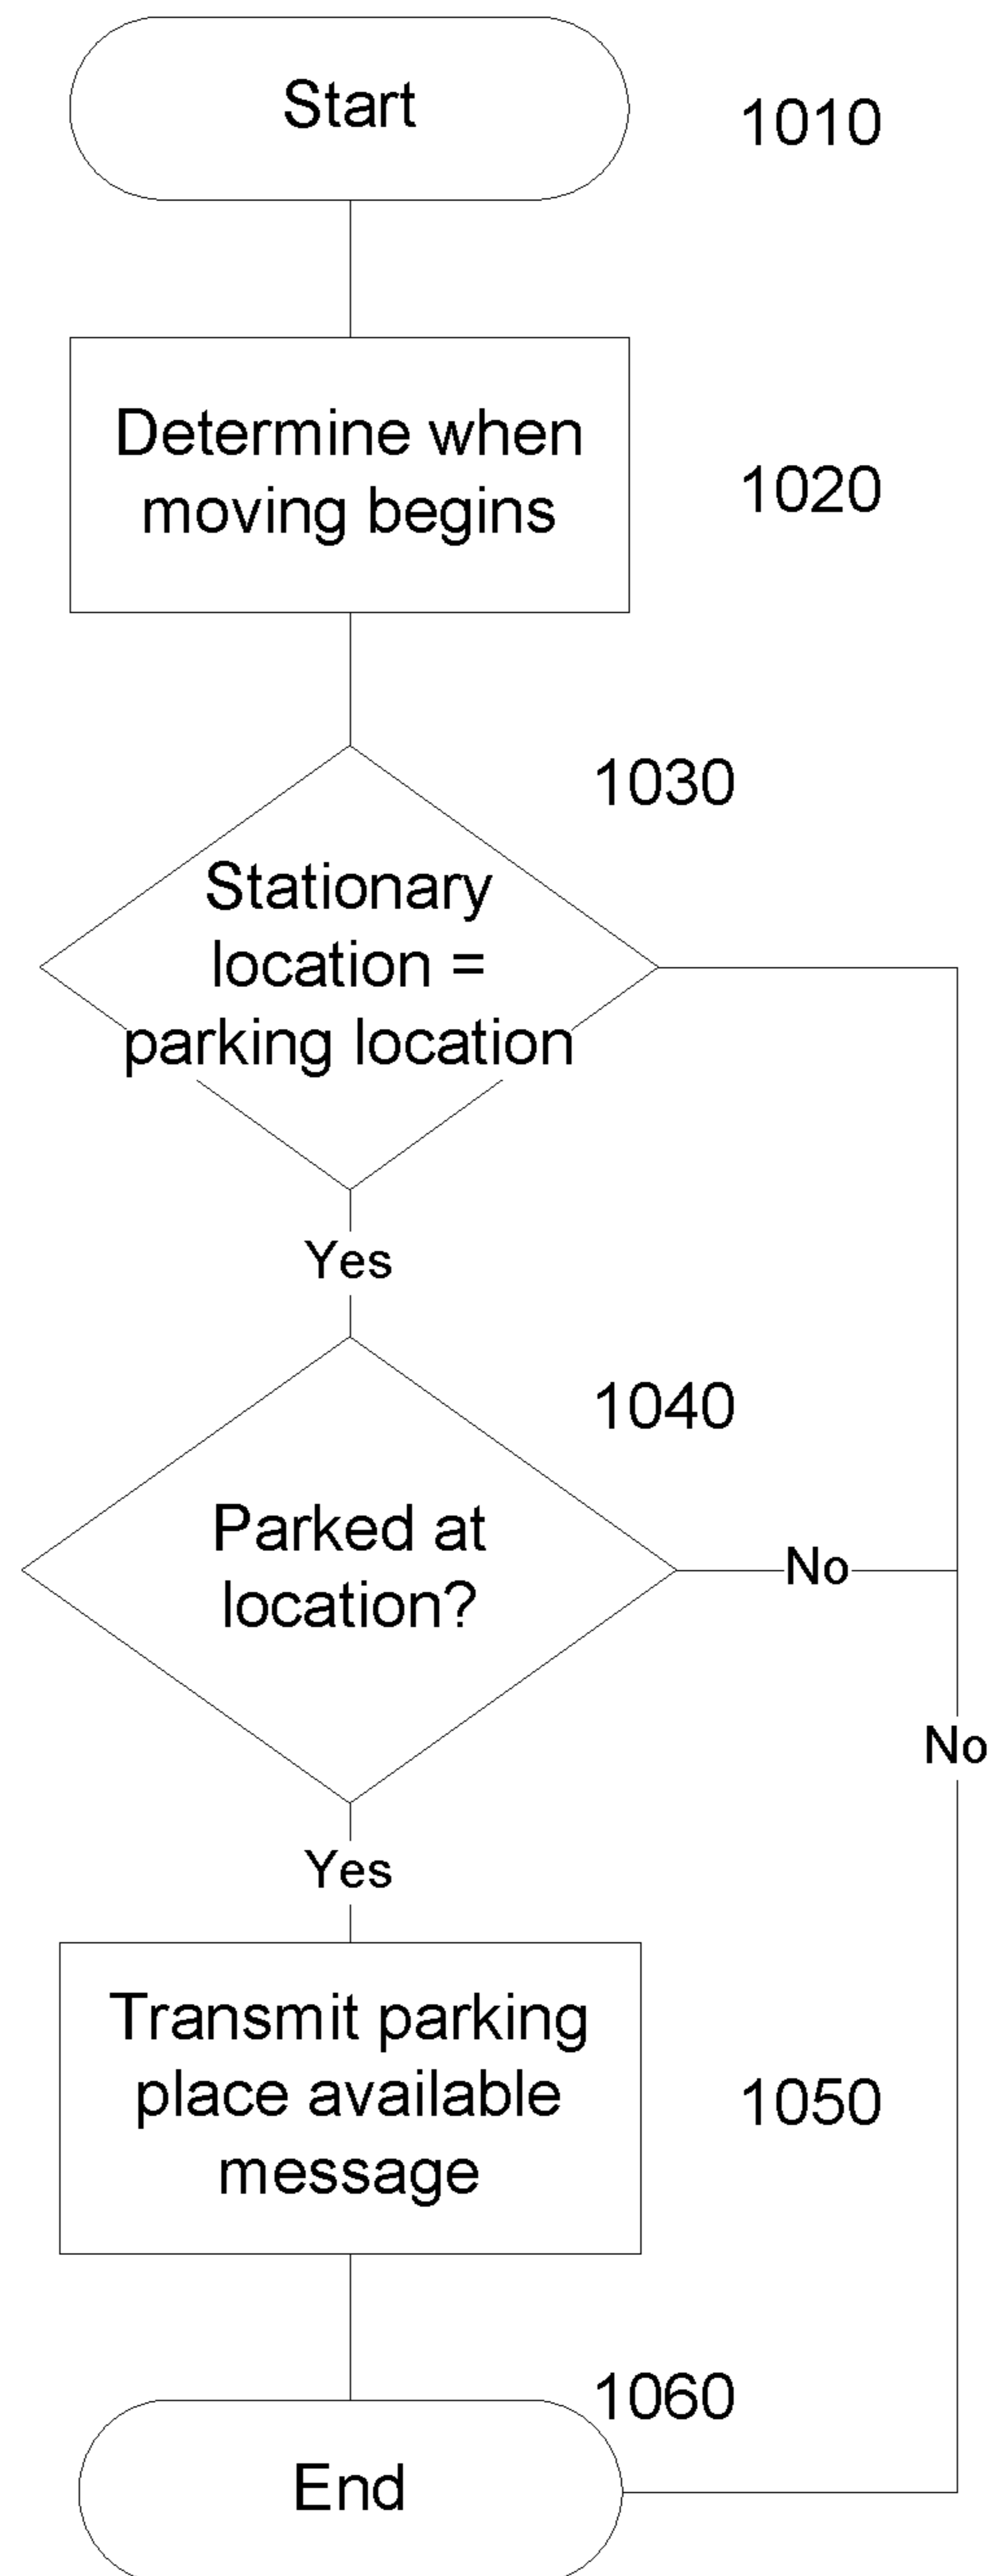 Start
1010
Determine when
moving begins
1020
1030
Stationary
location =
parking location
Yes
1040
Parked at
location?
No
No
Yes
Transmit parking
place available
message
1050
1060
End